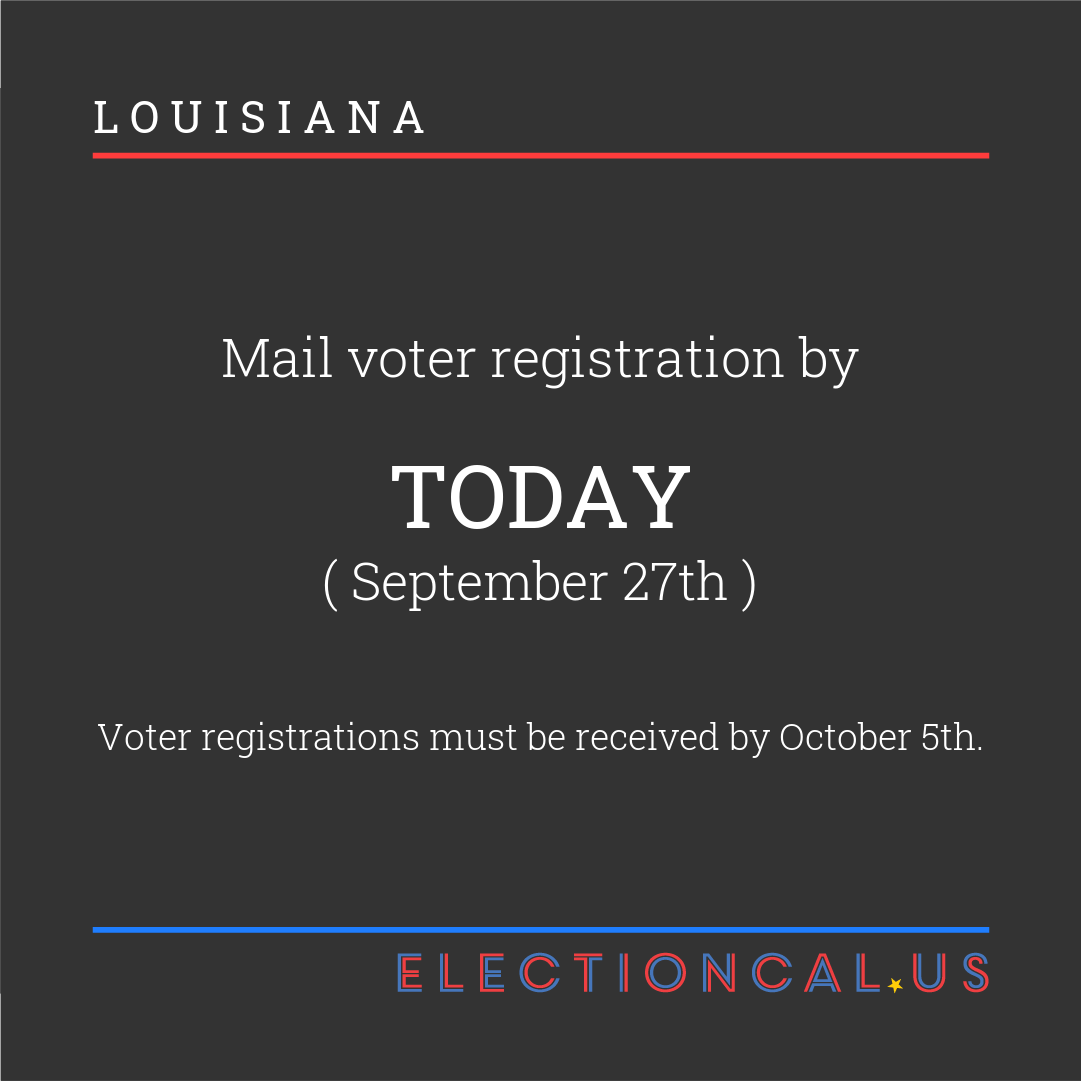 LOUISIANA
Mail voter registration by
TODAY
( September 27th )
Voter registrations must be received by October 5th.
ELECTIONCAL.US